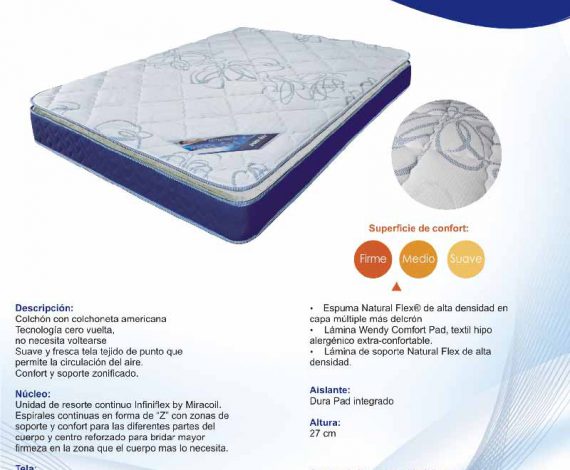 Superficie de confort:
Firme Medio Suave
Descripción:
Colchón con colchoneta americana
Tecnología cero vuelta,
no necesita voltearse
Suave y fresca tela tejido de punto que
permite la circulación del aire.
Confort y soporte zonificado.
Núcleo:
Unidad de resorte continuo Infiniflex by Miracoil.
Espirales continuas en forma de "Z" con zonas de
soporte y confort para las diferentes partes del
cuerpo y centro reforzado para bridar mayor
firmeza en la zona que el cuerpo mas lo necesita.
Tela:
• Espuma Natural Flex® de alta densidad en
capa múltiple más delcrón
• Lámina Wendy Comfort Pad, textil hipo
alergénico extra-confortable.
• Lámina de soporte Natural Flex de alta
densidad.
Aislante:
Dura Pad integrado
Altura:
27 cm